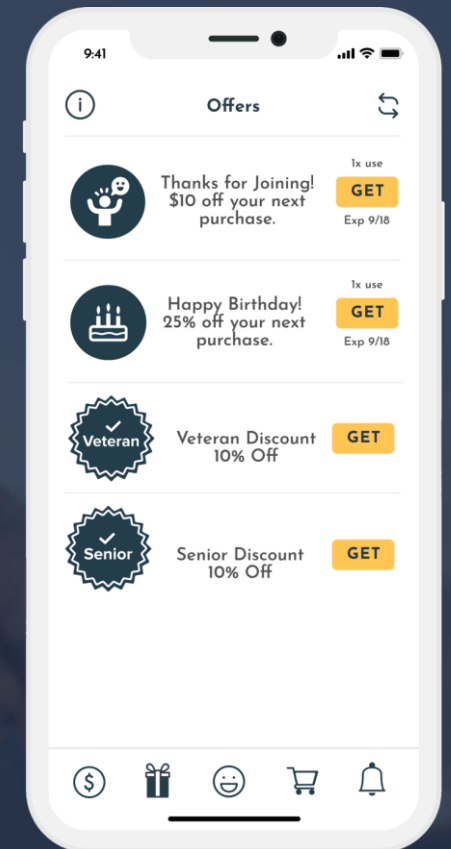 9:41
Offers
Thanks for Joining!
$10 off your next
purchase.
1x use
GET
Exp 9/18
Happy Birthday!
25% off your next
purchase.
1x use
GET
Exp 9/18
Veteran
Veteran Discount
10% Off
GET
Senior
Senior Discount
10% Off
GET
$